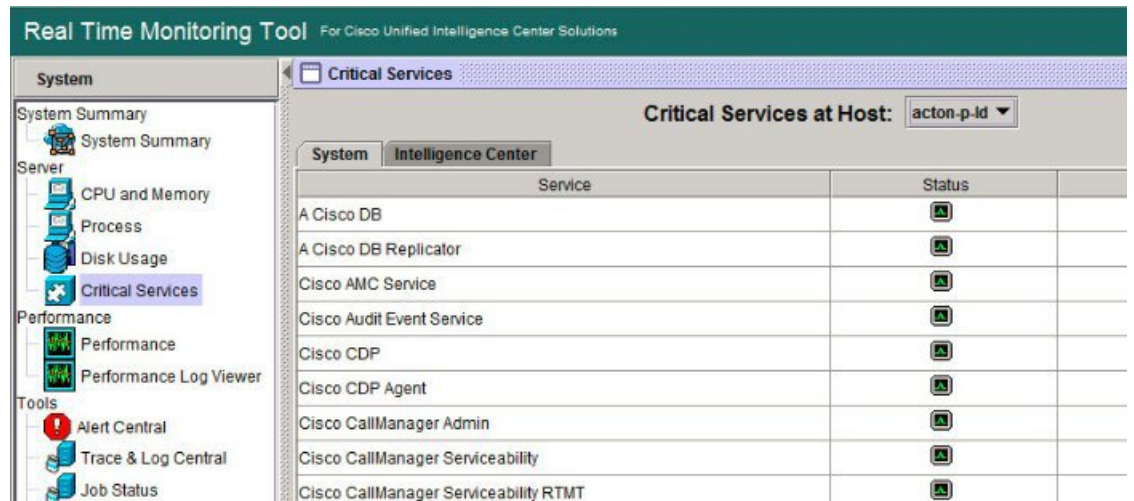 Real Time Monitoring Tool For Cisco Unified Intelligence Center Solutions
System
System Summary
System Summary
Server
CPU and Memory
Process
Disk Usage
Critical Services
Performance
Performance
Performance Log Viewer
Tools
Alert Central
Trace & Log Central
Job Status
Critical Services
Critical Services at Host: acton-p-ld
System Intelligence Center
Service Status
A Cisco DB
A Cisco DB Replicator
Cisco AMC Service
Cisco Audit Event Service
Cisco CDP
Cisco CDP Agent
Cisco CallManager Admin
Cisco CallManager Serviceability
Cisco CallManager Serviceability RTMT